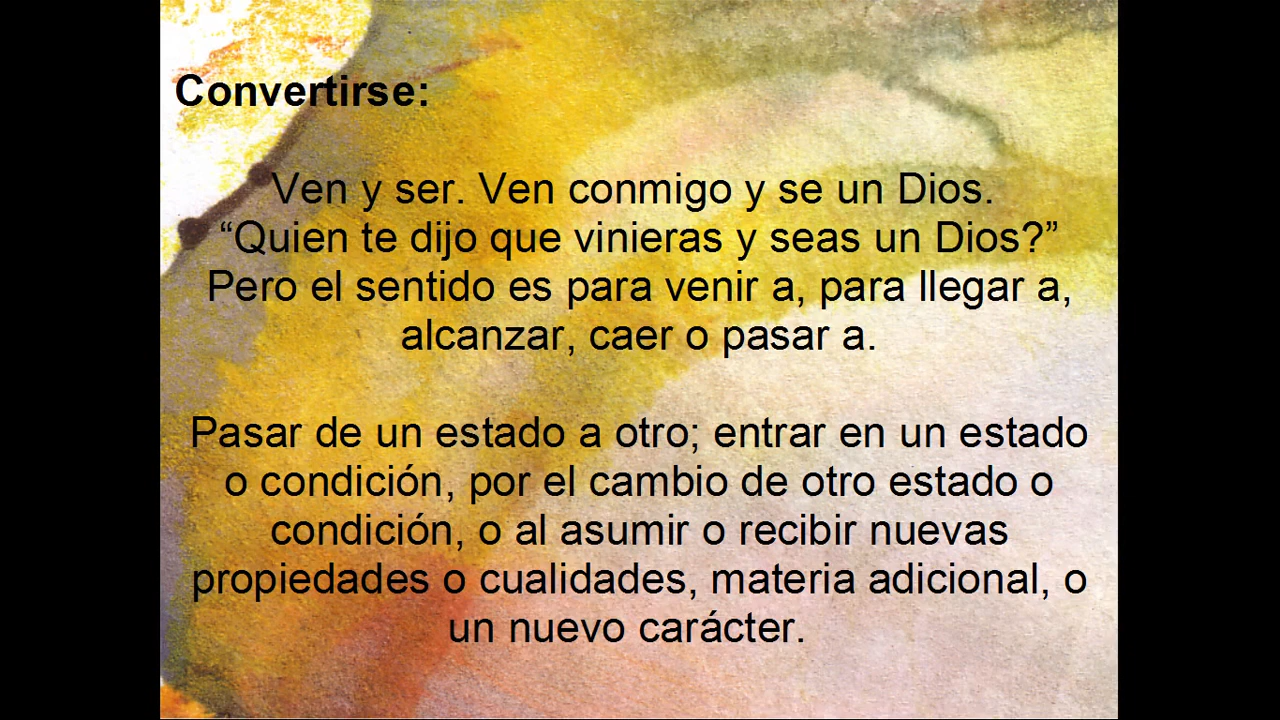 Convertirse:
Ven y ser. Ven conmigo y se un Dios.
“Quien te dijo que vinieras y seas un Dios?”
Pero el sentido es para venir a, para llegar a,
alcanzar, caer o pasar a.
Pasar de un estado a otro; entrar en un estado
o condición, por el cambio de otro estado o
condición, o al asumir o recibir nuevas
propiedades o cualidades, materia adicional, o
un nuevo carácter.